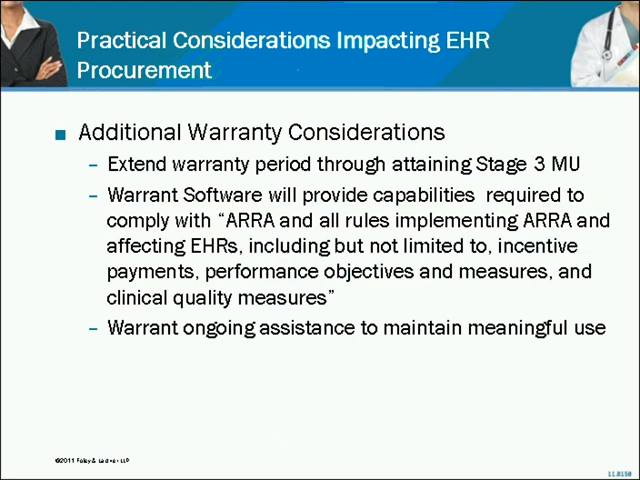 Practical Considerations Impacting EHR
Procurement
■ Additional Warranty Considerations
– Extend warranty period through attaining Stage 3 MU
– Warrant Software will provide capabilities required to
comply with “ARRA and all rules implementing ARRA and
affecting EHRs, including but not limited to, incentive
payments, performance objectives and measures, and
clinical quality measures”
– Warrant ongoing assistance to maintain meaningful use
©2011 Foley & Lardner LLP
11.8158